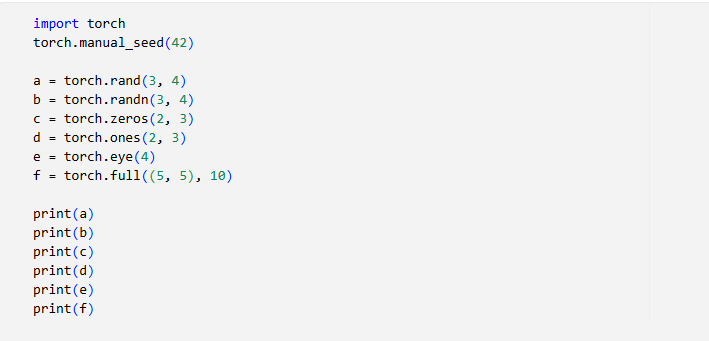 import torch
torch.manual_seed(42)
a = torch.rand(3, 4)
b = torch.randn(3, 4)
c = torch.zeros(2, 3)
d = torch.ones(2, 3)
e = torch.eye(4)
f = torch.full((5, 5), 10)
print(a)
print(b)
print(c)
print(d)
print(e)
print(f)